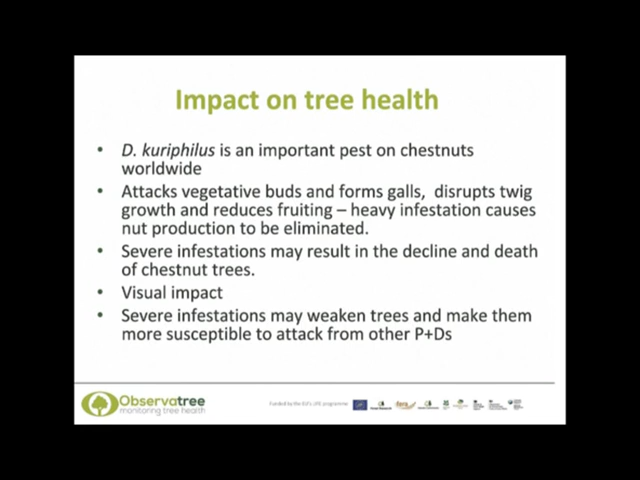 Impact on tree health
• D. kuriphilus is an important pest on chestnuts
worldwide
• Attacks vegetative buds and forms galls, disrupts twig
growth and reduces fruiting – heavy infestation causes
nut production to be eliminated.
• Severe infestations may result in the decline and death
of chestnut trees.
• Visual impact
• Severe infestations may weaken trees and make them
more susceptible to attack from other P+Ds
Observatree
monitoring tree health
Funded by the EU's LIFE programme
fera